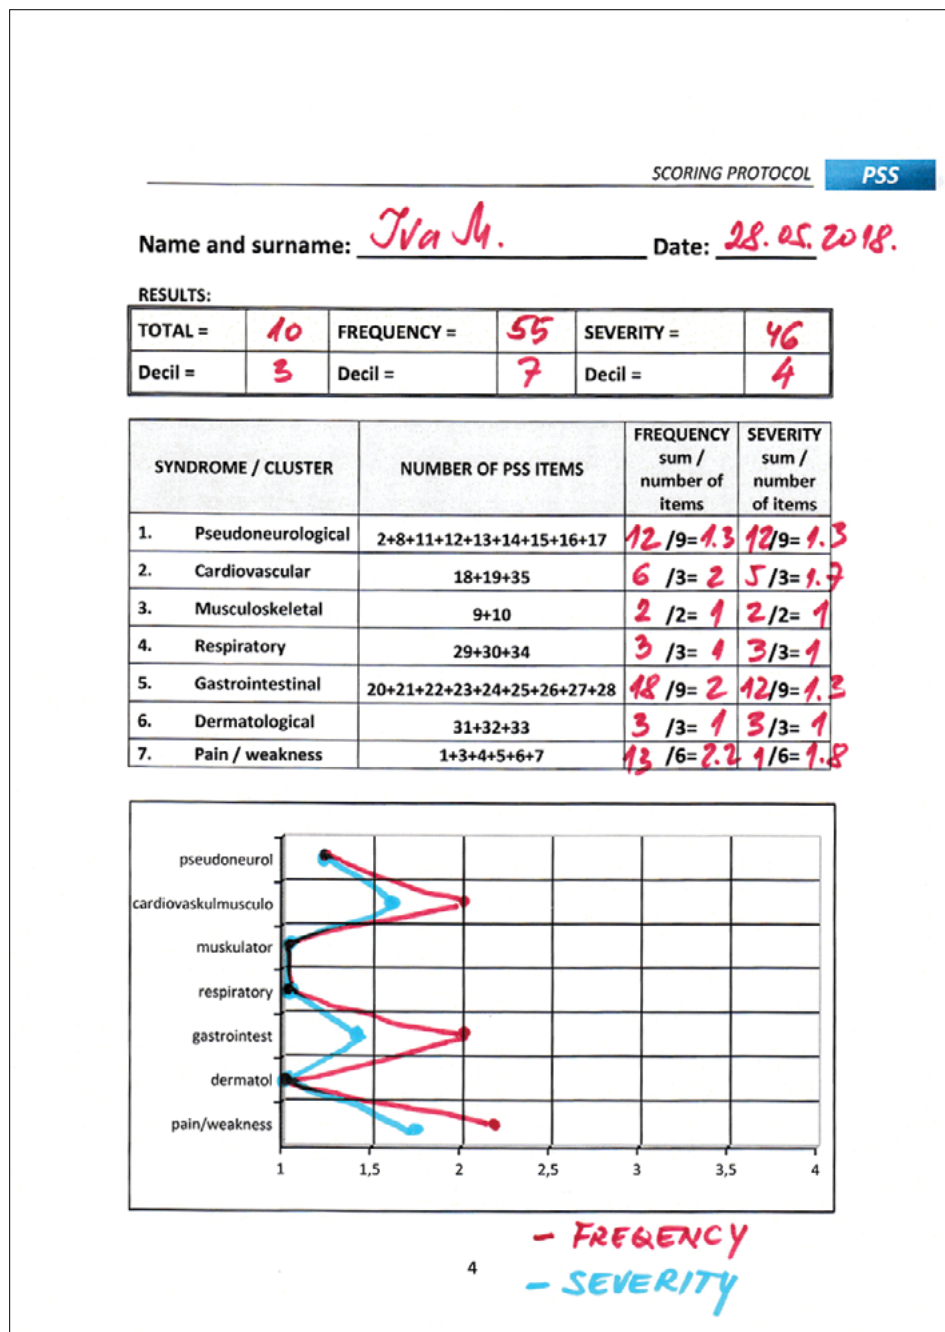 SCORING PROTOCOL PSS
Name and surname: Iva M. Date: 28.05.2018.
RESULTS:
TOTAL = 10 FREQUENCY = 55 SEVERITY = 46
Decil = 3 Decil = 7 Decil = 4
SYNDROME / CLUSTER NUMBER OF PSS ITEMS FREQUENCY sum / number of items SEVERITY sum / number of items
1. Pseudoneurological 2+8+11+12+13+14+15+16+17 12 /9= 1.3 12/9= 1.3
2. Cardiovascular 18+19+35 6 /3= 2 5 /3= 1.7
3. Musculoskeletal 9+10 2 /2= 1 2 /2= 1
4. Respiratory 29+30+34 3 /3= 1 3 /3= 1
5. Gastrointestinal 20+21+22+23+24+25+26+27+28 18 /9= 2 12/9= 1.3
6. Dermatological 31+32+33 3 /3= 1 3 /3= 1
7. Pain / weakness 1+3+4+5+6+7 13 /6= 2.2 1 /6= 1.8
pseudoneurol
cardiovaskulmusculo
muskulator
respiratory
gastrointest
dermatol
pain/weakness
1 1,5 2 2,5 3 3,5 4
- FREQENCY
4
- SEVERITY